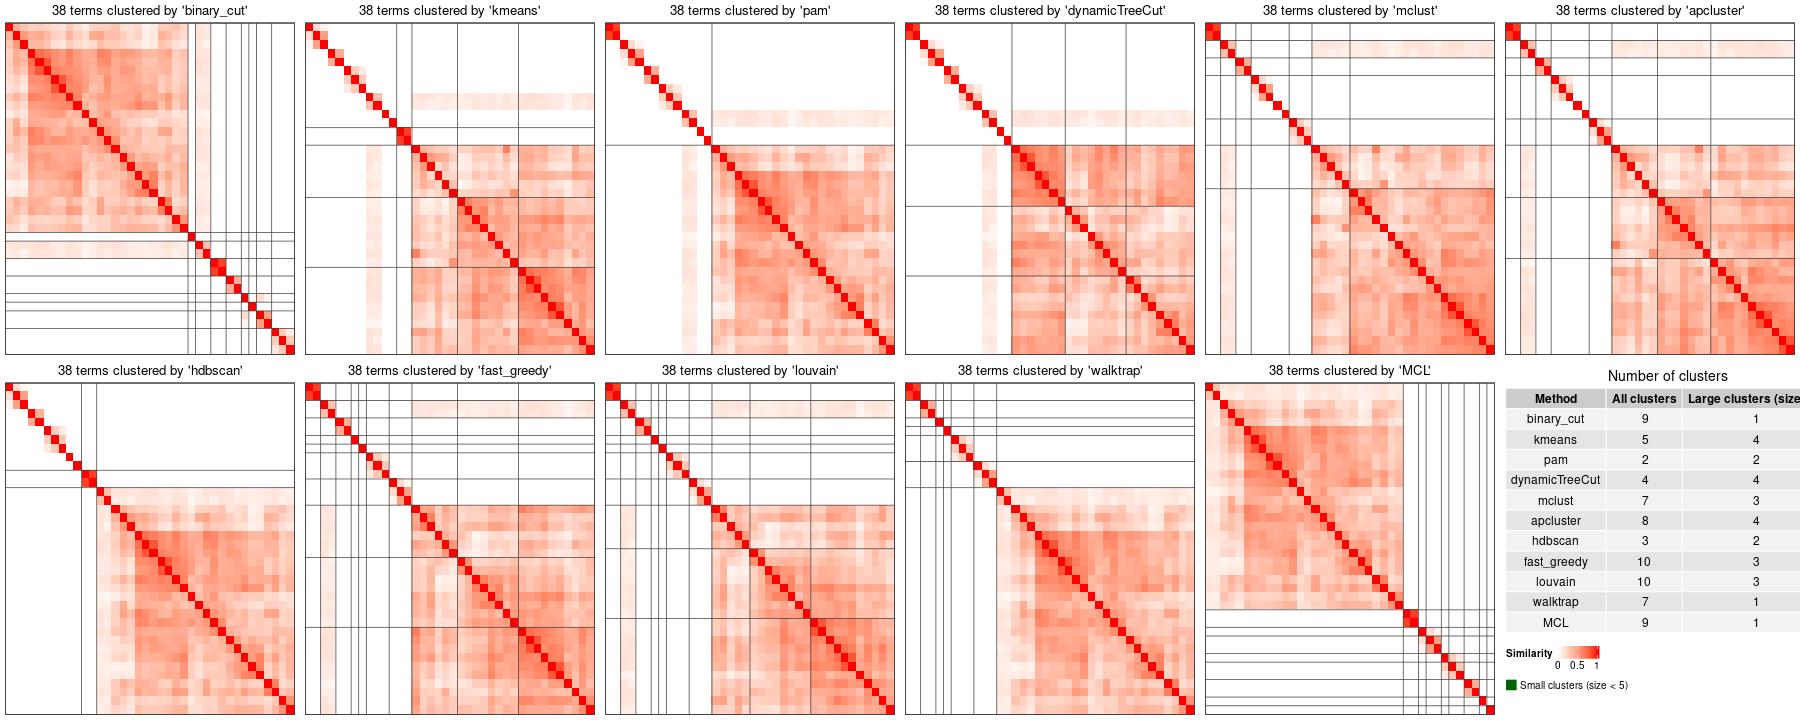 38 terms clustered by 'binary_cut'
38 terms clustered by 'kmeans'
38 terms clustered by 'pam'
38 terms clustered by 'dynamicTreeCut'
38 terms clustered by 'mclust'
38 terms clustered by 'apcluster'
38 terms clustered by 'hdbscan'
38 terms clustered by 'fast_greedy'
38 terms clustered by 'louvain'
38 terms clustered by 'walktrap'
38 terms clustered by 'MCL'
Number of clusters
Method All clusters Large clusters (size
binary_cut 9 1
kmeans 5 4
pam 2 2
dynamicTreeCut 4 4
mclust 7 3
apcluster 8 4
hdbscan 3 2
fast_greedy 10 3
louvain 10 3
walktrap 7 1
MCL 9 1
Similarity
0 0.5 1
Small clusters (size < 5)